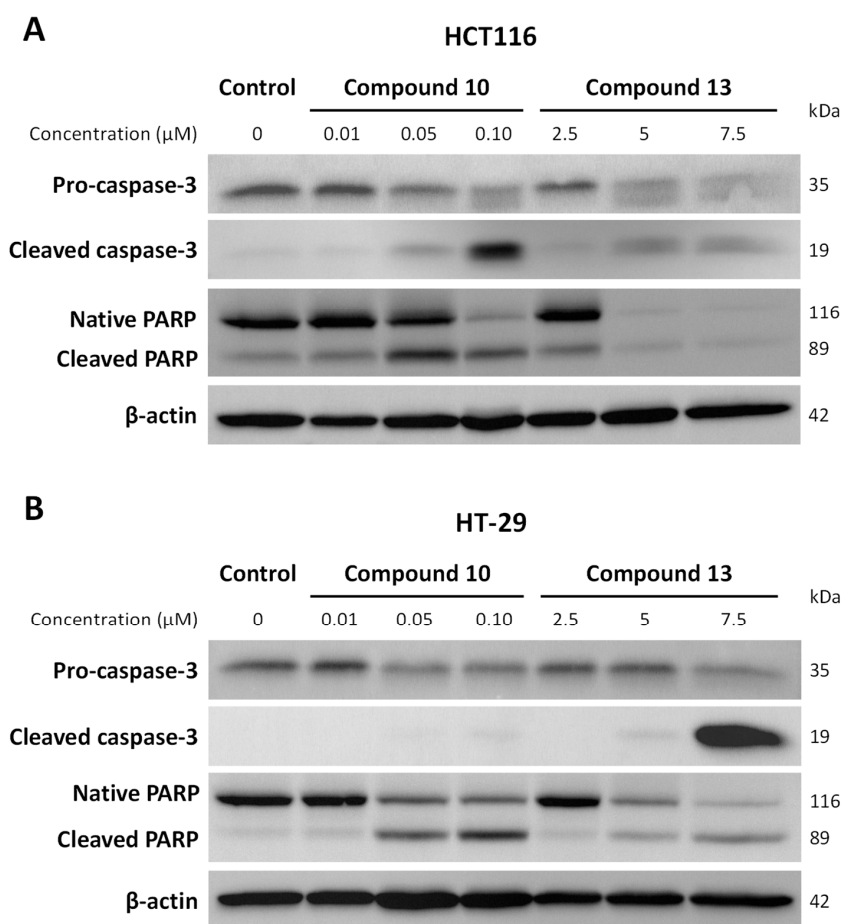 A
HCT116
Control Compound 10 Compound 13
kDa
Concentration (µM) 0 0.01 0.05 0.10 2.5 5 7.5
Pro-caspase-3 35
Cleaved caspase-3 19
Native PARP 116
Cleaved PARP 89
β-actin 42
B
HT-29
Control Compound 10 Compound 13
kDa
Concentration (µM) 0 0.01 0.05 0.10 2.5 5 7.5
Pro-caspase-3 35
Cleaved caspase-3 19
Native PARP 116
Cleaved PARP 89
β-actin 42